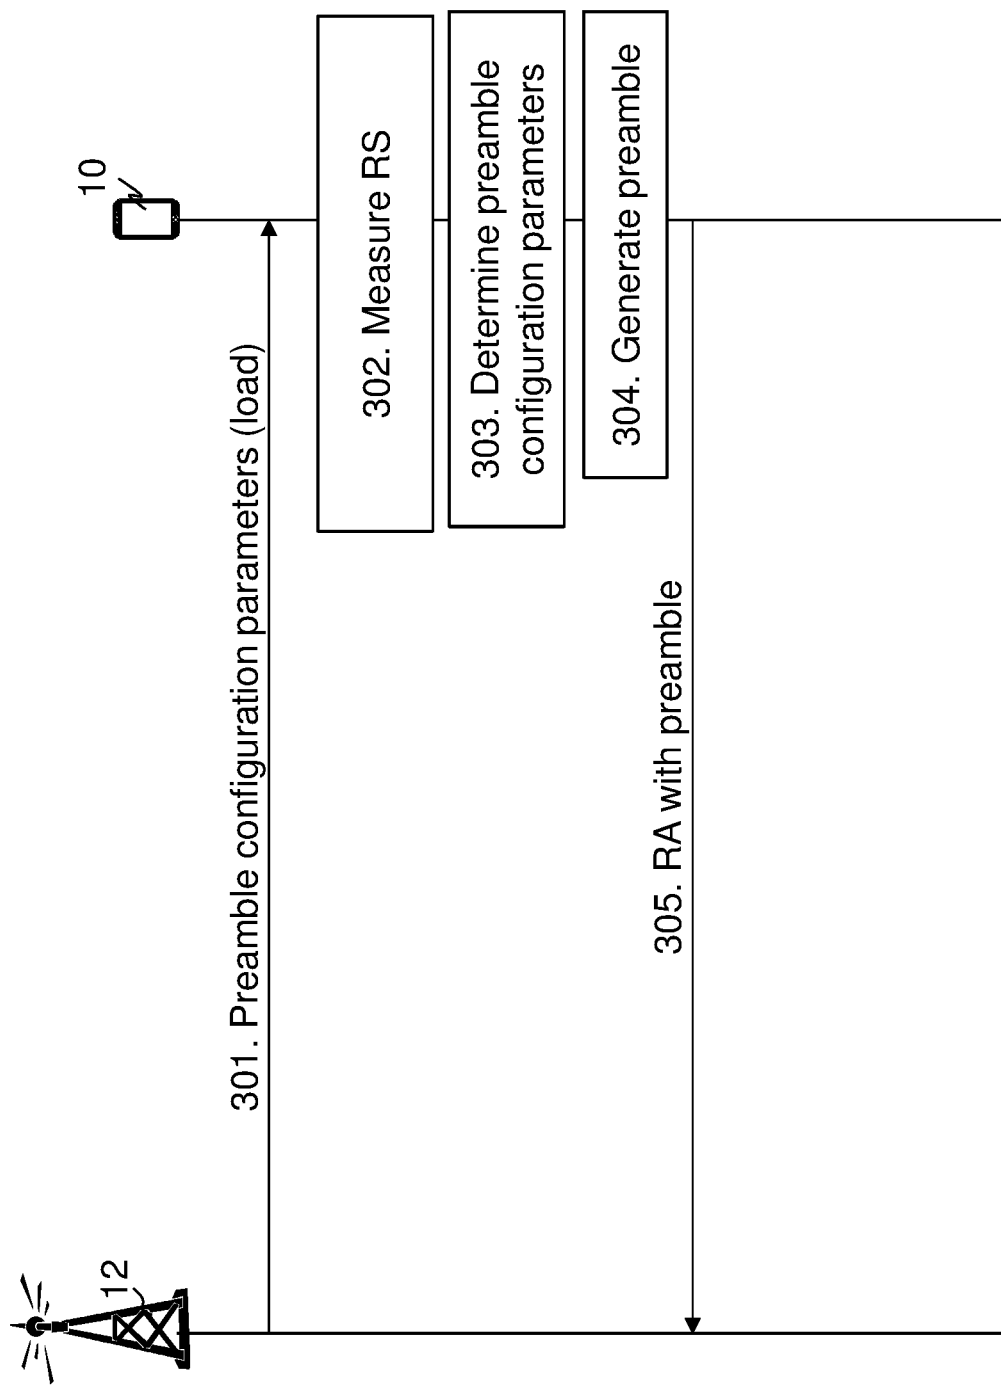 10
12
301. Preamble configuration parameters (load)
302. Measure RS
303. Determine preamble
configuration parameters
304. Generate preamble
305. RA with preamble